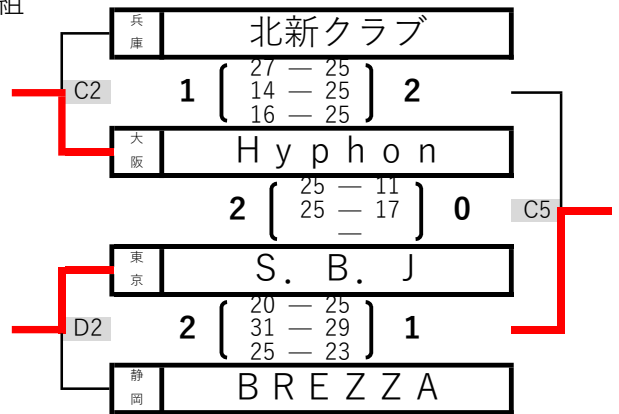 組
兵庫 北新クラブ
27 — 25
C2 1 14 — 25 2
16 — 25
大阪 Hyphon
25 — 11
2 25 — 17 0 C5
—
東京 S. B. J
20 — 25
D2 2 31 — 29 1
25 — 23
静岡 BREZZA